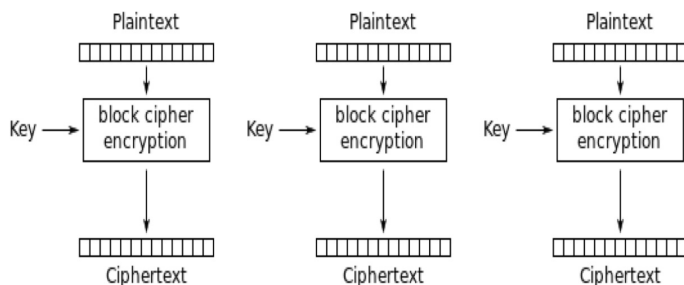 Plaintext Plaintext Plaintext
Key block cipher encryption Key block cipher encryption Key block cipher encryption
Ciphertext Ciphertext Ciphertext